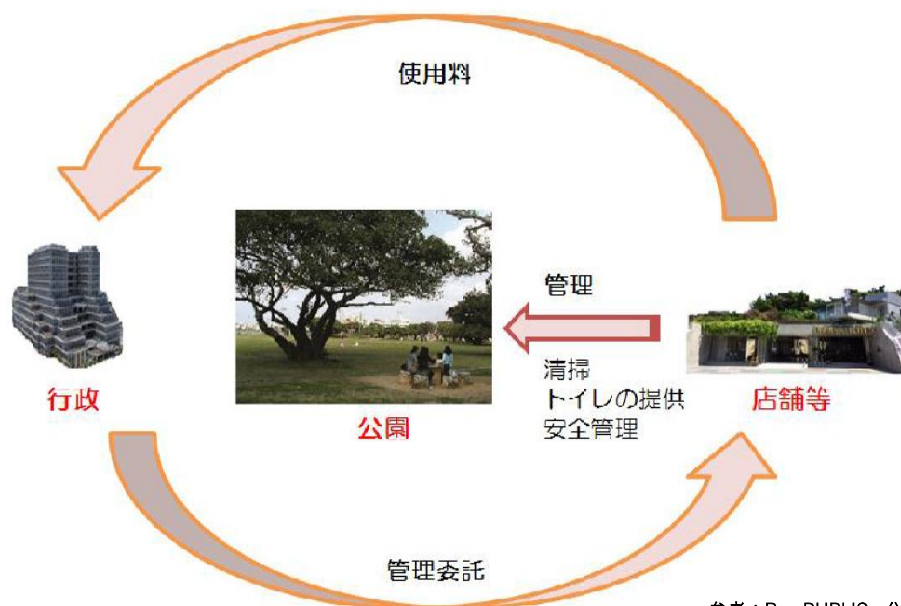 使用料
管理
清掃
トイレの提供
安全管理
行政
公園
店舗等
管理委託